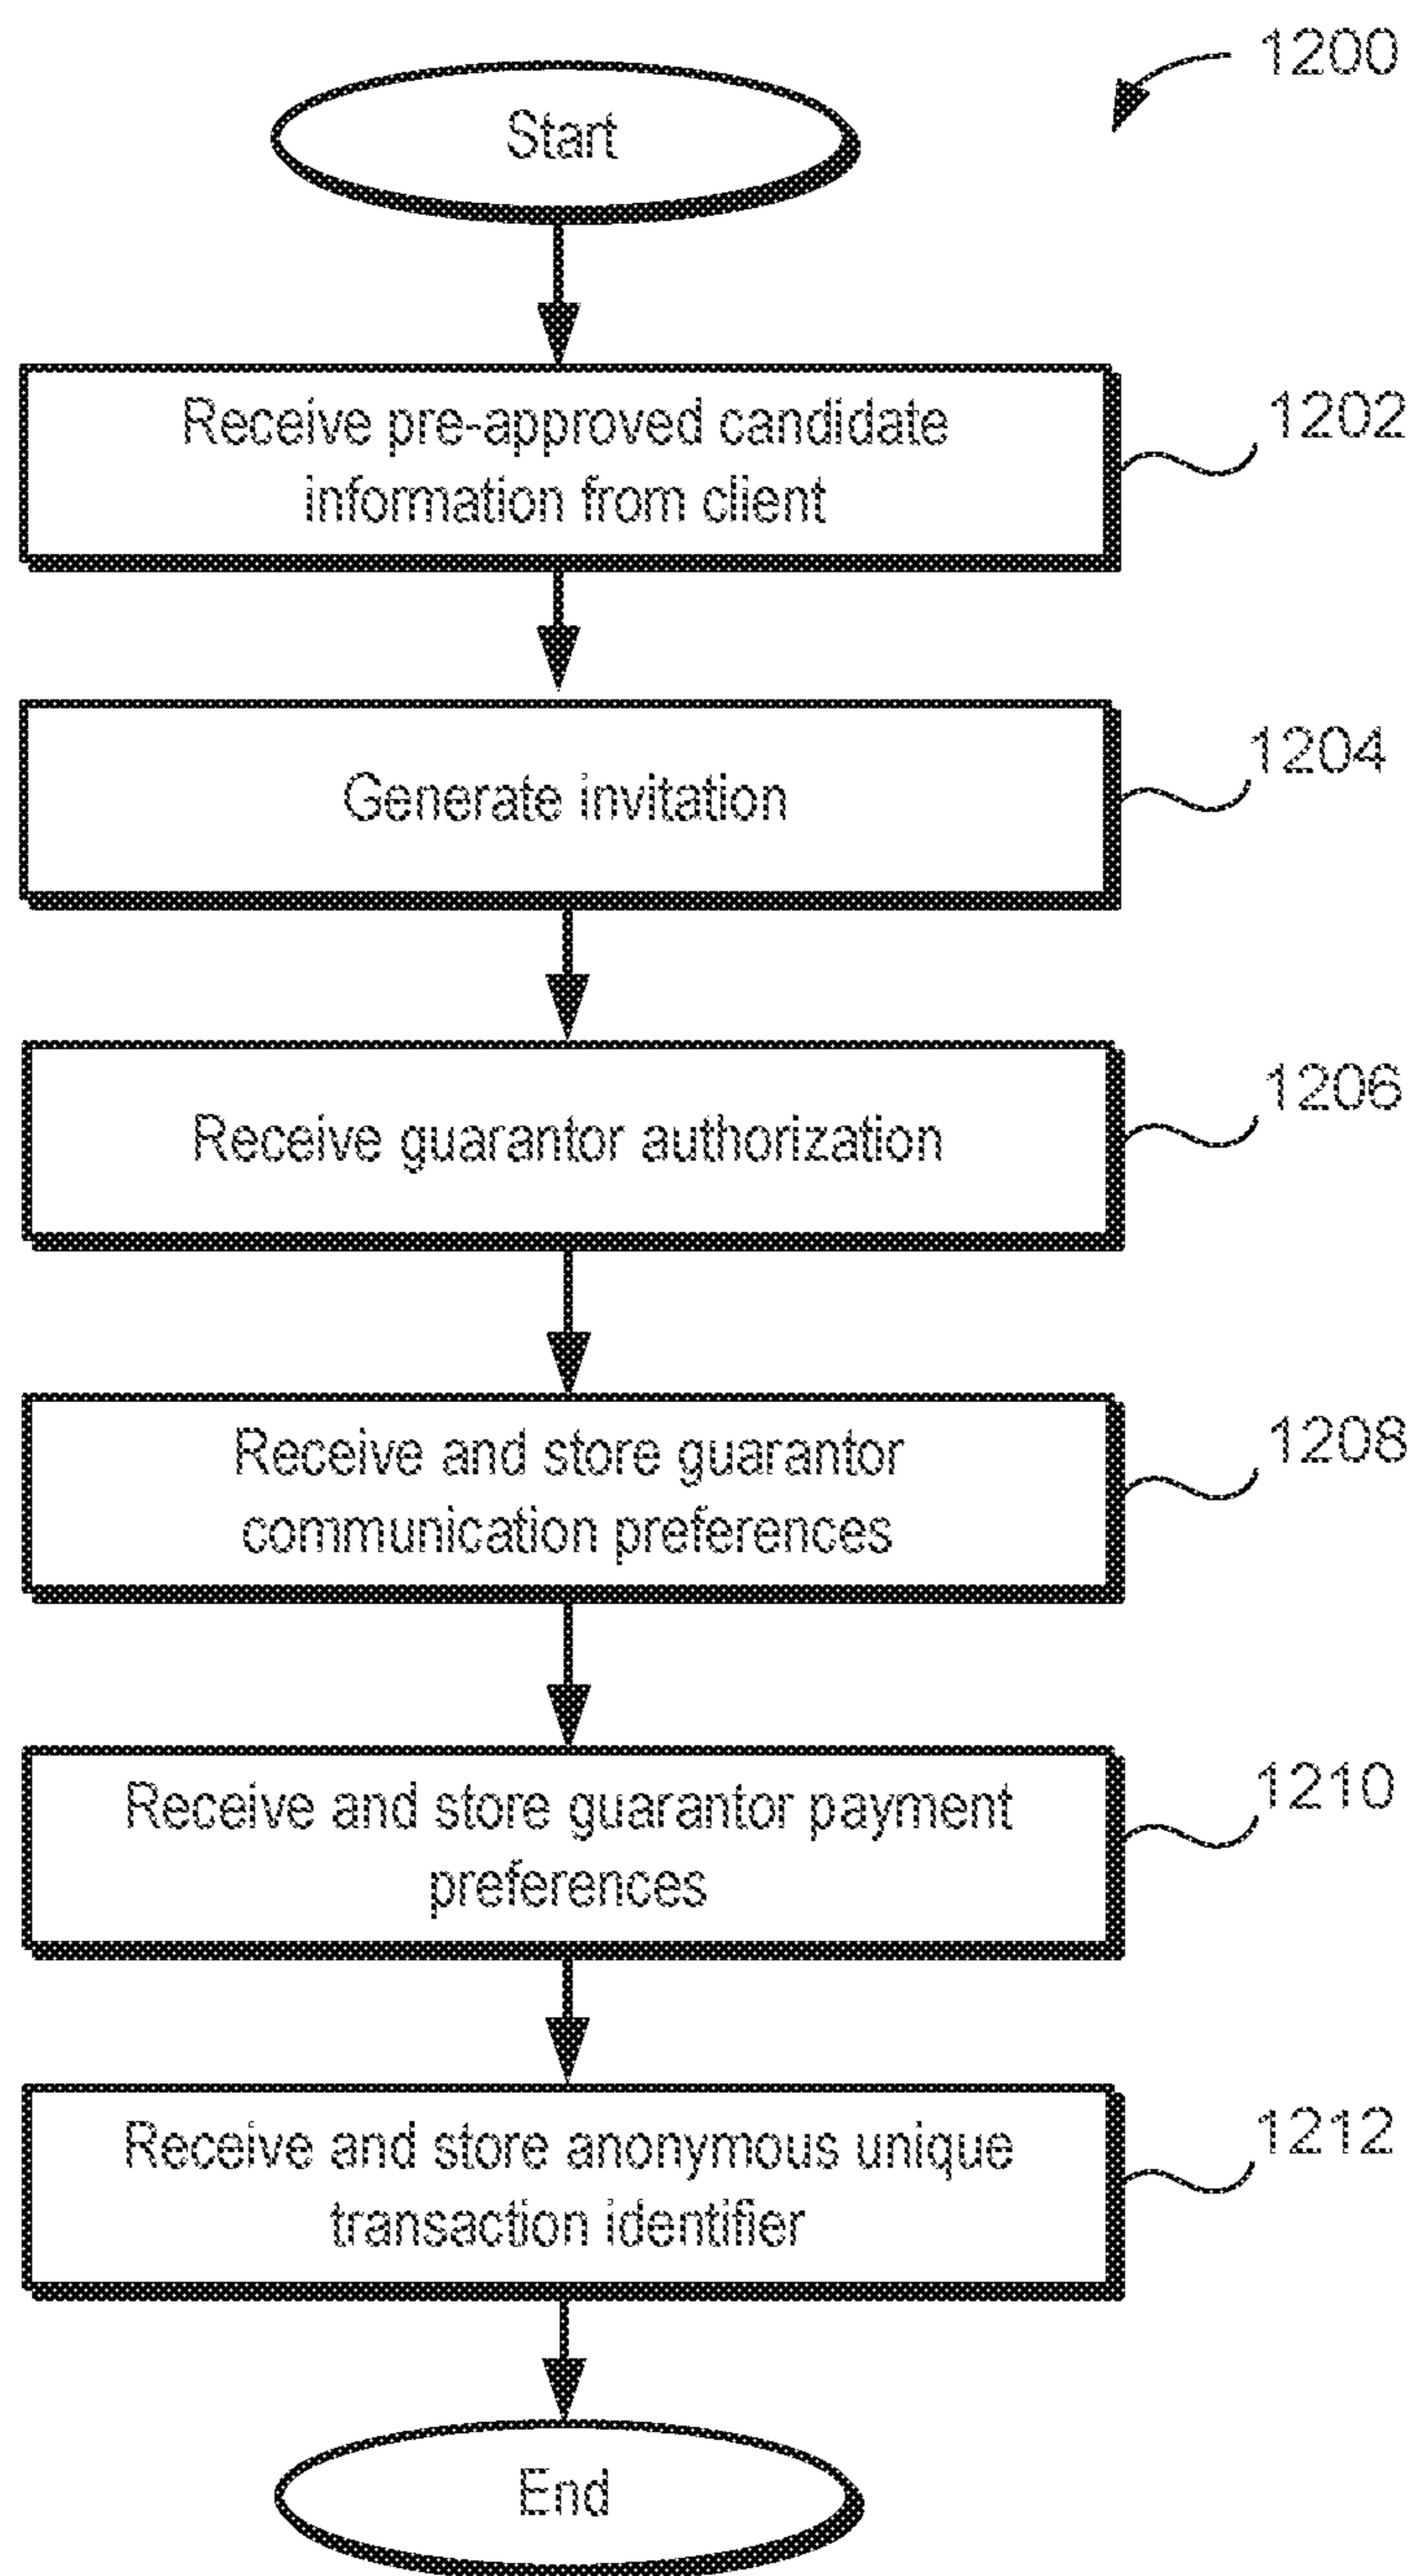 1200
Start
Receive pre-approved candidate
information from client
1202
Generate invitation
1204
Receive guarantor authorization
1206
Receive and store guarantor
communication preferences
1208
Receive and store guarantor payment
preferences
1210
Receive and store anonymous unique
transaction identifier
1212
End